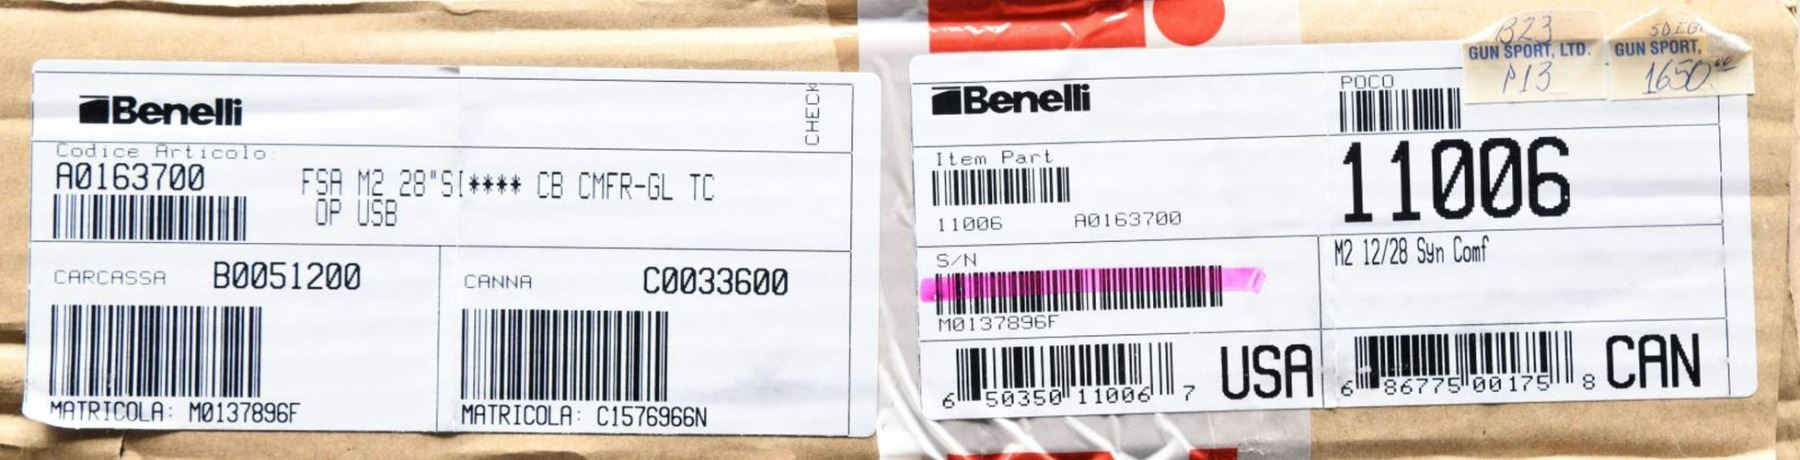 Benelli
CHECK
Codice Articolo:
A0163700
FSA M2 28"S[**** CB CMFR-GL TC
OP USB
CARCASSA B0051200
MATRICOLA: M0137896F
CANNA C0033600
MATRICOLA: C1576966N
Benelli
POCO
B23
GUN SPORT, LTD.
P13
GUN SPORT,
1650.00
Item Part
11006 A0163700
11006
S/N
M0137896F
M2 12/28 Syn Comf
6 50350 11006 7 USA
6 86775 00175 8 CAN